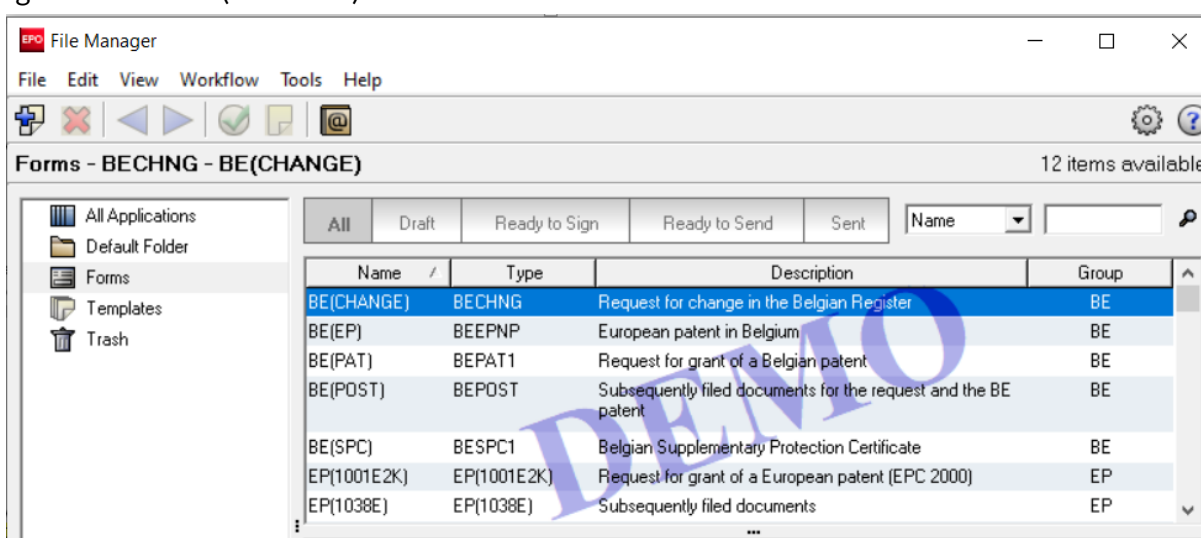 EPO File Manager
File Edit View Workflow Tools Help
Forms - BECHNG - BE(CHANGE) 12 items available
All Applications
Default Folder
Forms
Templates
Trash
All Draft Ready to Sign Ready to Send Sent Name
Name Type Description Group
BE(CHANGE) BECHNG Request for change in the Belgian Register BE
BE(EP) BEEPNP European patent in Belgium BE
BE(PAT) BEPAT1 Request for grant of a Belgian patent BE
BE(POST) BEPOST Subsequently filed documents for the request and the BE BE
patent
BE(SPC) BESPC1 Belgian Supplementary Protection Certificate BE
EP(1001E2K) EP(1001E2K) Request for grant of a European patent (EPC 2000) EP
EP(1038E) EP(1038E) Subsequently filed documents EP
DEMO